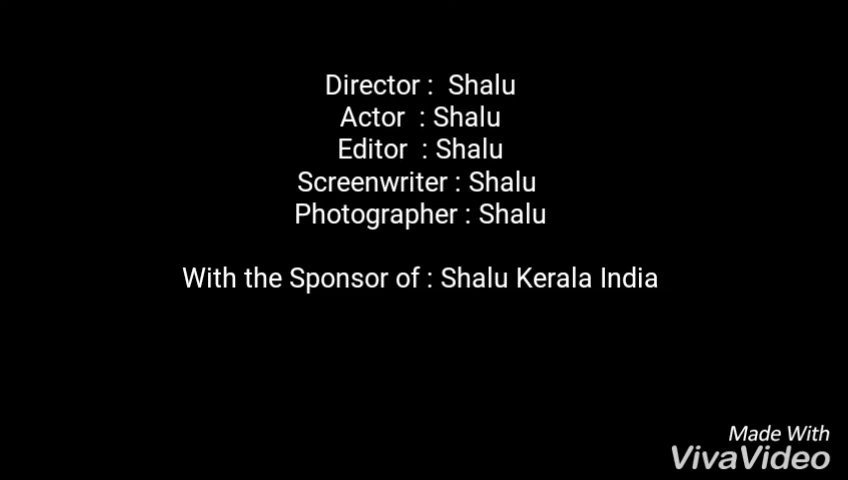 Director :  Shalu
Actor  : Shalu
Editor  : Shalu
Screenwriter : Shalu
Photographer : Shalu
With the Sponsor of : Shalu Kerala India
Made With
VivaVideo